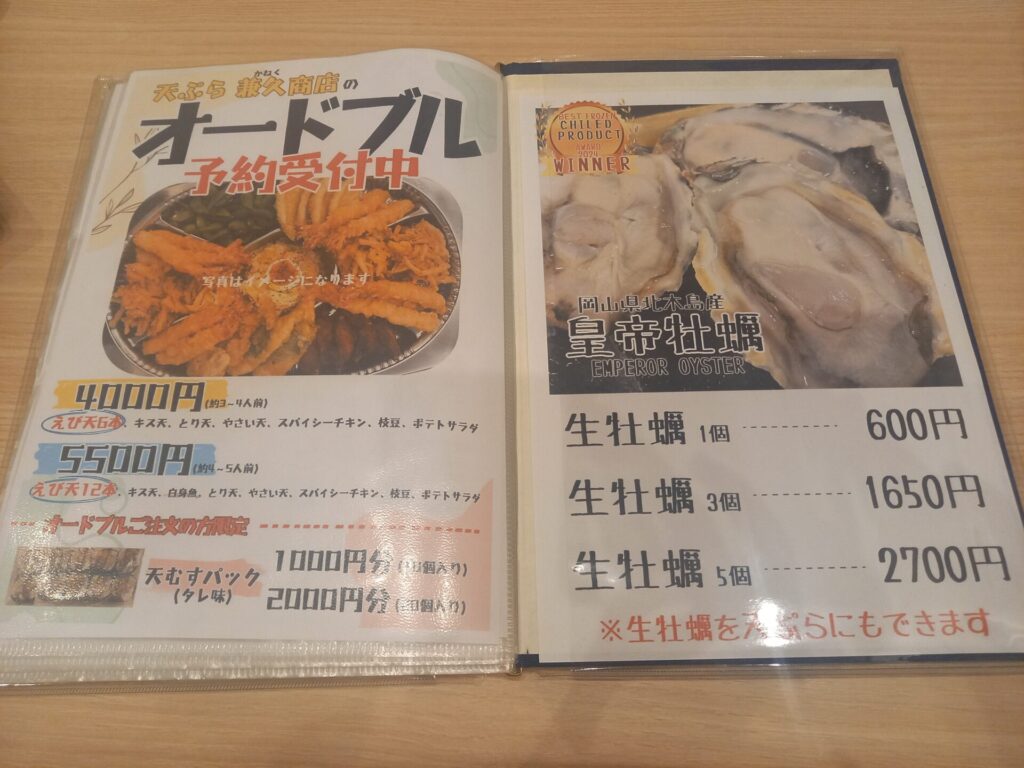 かねく
天ぷら 兼久商店の
オードブル
予約受付中
写真はイメージになります
4000円(約3~4人前)
えび天6本、キス天、とり天、やさい天、スパイシーチキン、枝豆、ポテトサラダ
5500円(約4~5人前)
えび天12本、キス天、白身魚、とり天、やさい天、スパイシーチキン、枝豆、ポテトサラダ
オードブルご注文の方限定
天むすパック
(タレ味)
1000円分(10個入り)
2000円分(20個入り)
BEST FROZEN
CHILED
PRODUCT
AWARD
2024
WINNER
岡山県北木島産
皇帝牡蠣
EMPEROR OYSTER
生牡蠣 1個 600円
生牡蠣 3個 1650円
生牡蠣 5個 2700円
※生牡蠣を天ぷらにもできます